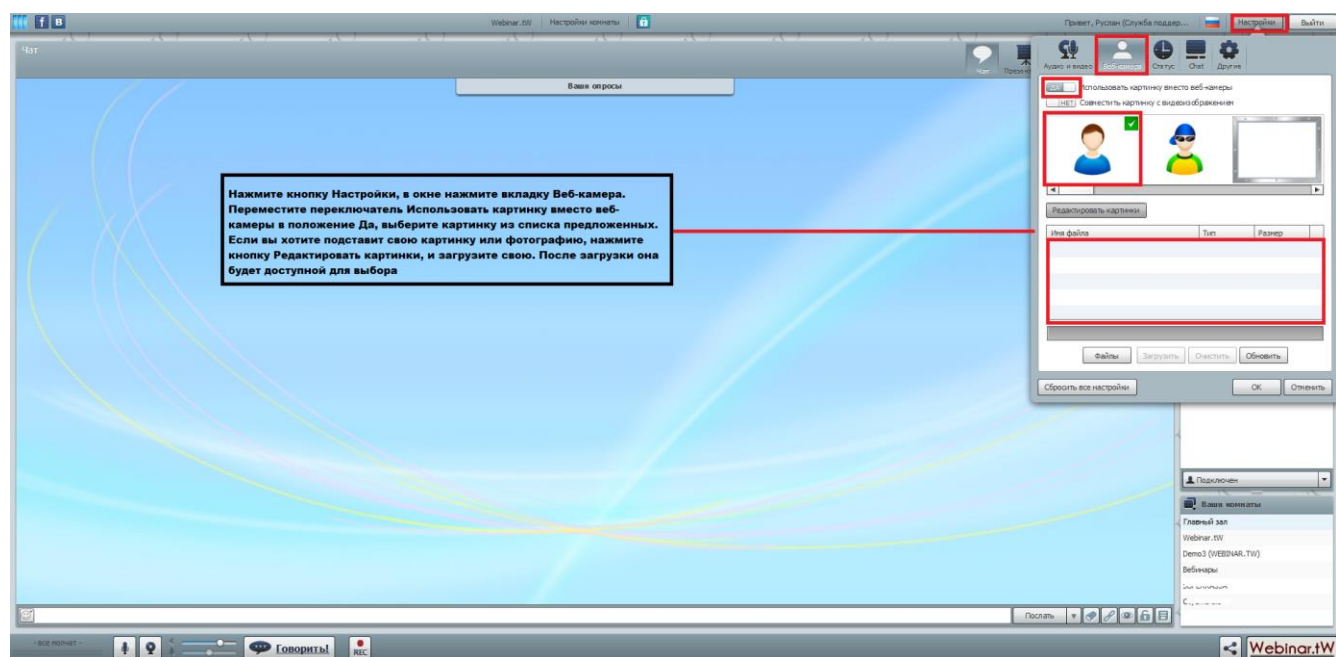 Webinar.tW
Настройки комнаты
Привет, Руслан (Служба поддер...
Настройки
Выйти
Чат
Чат
Ваши опросы
Аудио и видео
Веб-камера
Статус
Chat
Другие
Использовать картинку вместо веб-камеры
НЕТ Совместить картинку с видеоизображением
Редактировать картинки
Имя файла Тип Размер
Файлы Загрузить Очистить Обновить
Сбросить все настройки OK Отменить
Нажмите кнопку Настройки, в окне нажмите вкладку Веб-камера.
Переместите переключатель Использовать картинку вместо веб-
камеры в положение Да, выберите картинку из списка предложенных.
Если вы хотите подставит свою картинку или фотографию, нажмите
кнопку Редактировать картинки, и загрузите свою. После загрузки она
будет доступной для выбора
Подключен
Ваши комнаты
Главный зал
Webinar.tW
Demo3 (WEBINAR.TW)
Вебинары
Послать
- все молчат -
Говорить!
REC
Webinar.tW